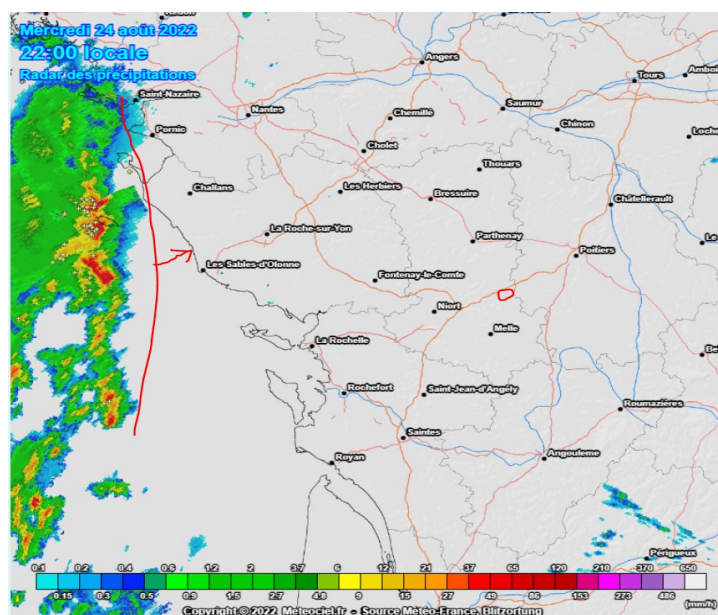 Mercredi 24 août 2022
22:00 locale
Radar des précipitations
Angers
Tours
Amboi
Saint-Nazaire
Nantes
Chemillé
Saumur
Chinon
Loche
Pornic
Cholet
Thouars
Challans
Les Herbiers
Bressuire
Châtellerault
La Roche-sur-Yon
Parthenay
Le
Poitiers
Les Sables-d'Olonne
Fontenay-le-Comte
Niort
Melle
La Rochelle
Be
Rochefort
Saint-Jean-d'Angély
Roumazières
Saintes
Royan
Angouleme
Périgueux
0.1 0.2 0.4 0.6 1.2 2 3.7 6 12 21 37 65 120 210 370 650
0.15 0.3 0.5 0.9 1.5 2.7 4.8 9 15 27 49 86 153 273 486 (mm/h)
Copyright © 2022 Meteociel.fr - Source Météo-France, Blitzortung